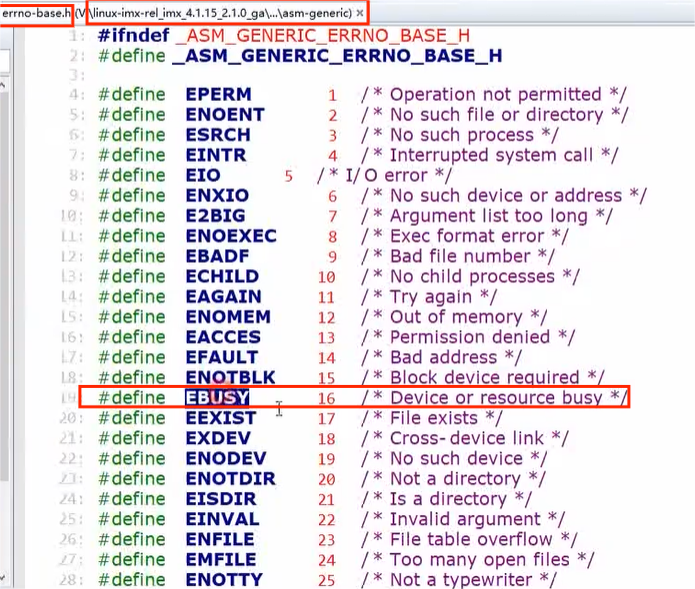 errno-base.h (V:\linux-imx-rel_imx_4.1.15_2.1.0_ga\...\asm-generic) ×
1: #ifndef _ASM_GENERIC_ERRNO_BASE_H
2: #define _ASM_GENERIC_ERRNO_BASE_H
3:
4: #define EPERM 1 /* Operation not permitted */
5: #define ENOENT 2 /* No such file or directory */
6: #define ESRCH 3 /* No such process */
7: #define EINTR 4 /* Interrupted system call */
8: #define EIO 5 /* I/O error */
9: #define ENXIO 6 /* No such device or address */
10: #define E2BIG 7 /* Argument list too long */
11: #define ENOEXEC 8 /* Exec format error */
12: #define EBADF 9 /* Bad file number */
13: #define ECHILD 10 /* No child processes */
14: #define EAGAIN 11 /* Try again */
15: #define ENOMEM 12 /* Out of memory */
16: #define EACCES 13 /* Permission denied */
17: #define EFAULT 14 /* Bad address */
18: #define ENOTBLK 15 /* Block device required */
19: #define EBUSY 16 /* Device or resource busy */
20: #define EEXIST 17 /* File exists */
21: #define EXDEV 18 /* Cross-device link */
22: #define ENODEV 19 /* No such device */
23: #define ENOTDIR 20 /* Not a directory */
24: #define EISDIR 21 /* Is a directory */
25: #define EINVAL 22 /* Invalid argument */
26: #define ENFILE 23 /* File table overflow */
27: #define EMFILE 24 /* Too many open files */
28: #define ENOTTY 25 /* Not a typewriter */